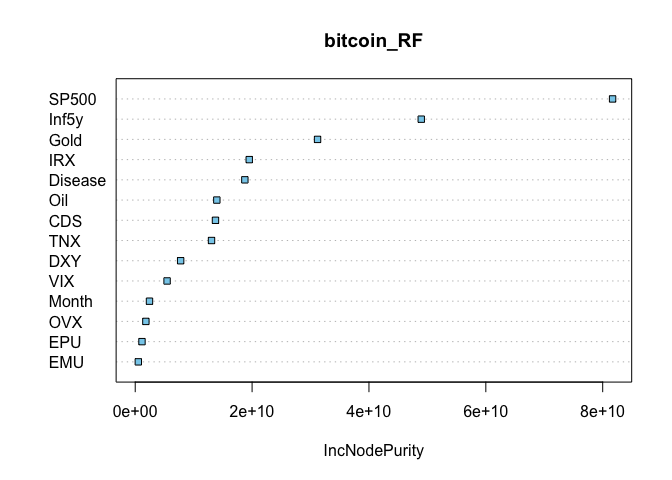 bitcoin_RF
SP500
Inf5y
Gold
IRX
Disease
Oil
CDS
TNX
DXY
VIX
Month
OVX
EPU
EMU
0e+00 2e+10 4e+10 6e+10 8e+10
IncNodePurity